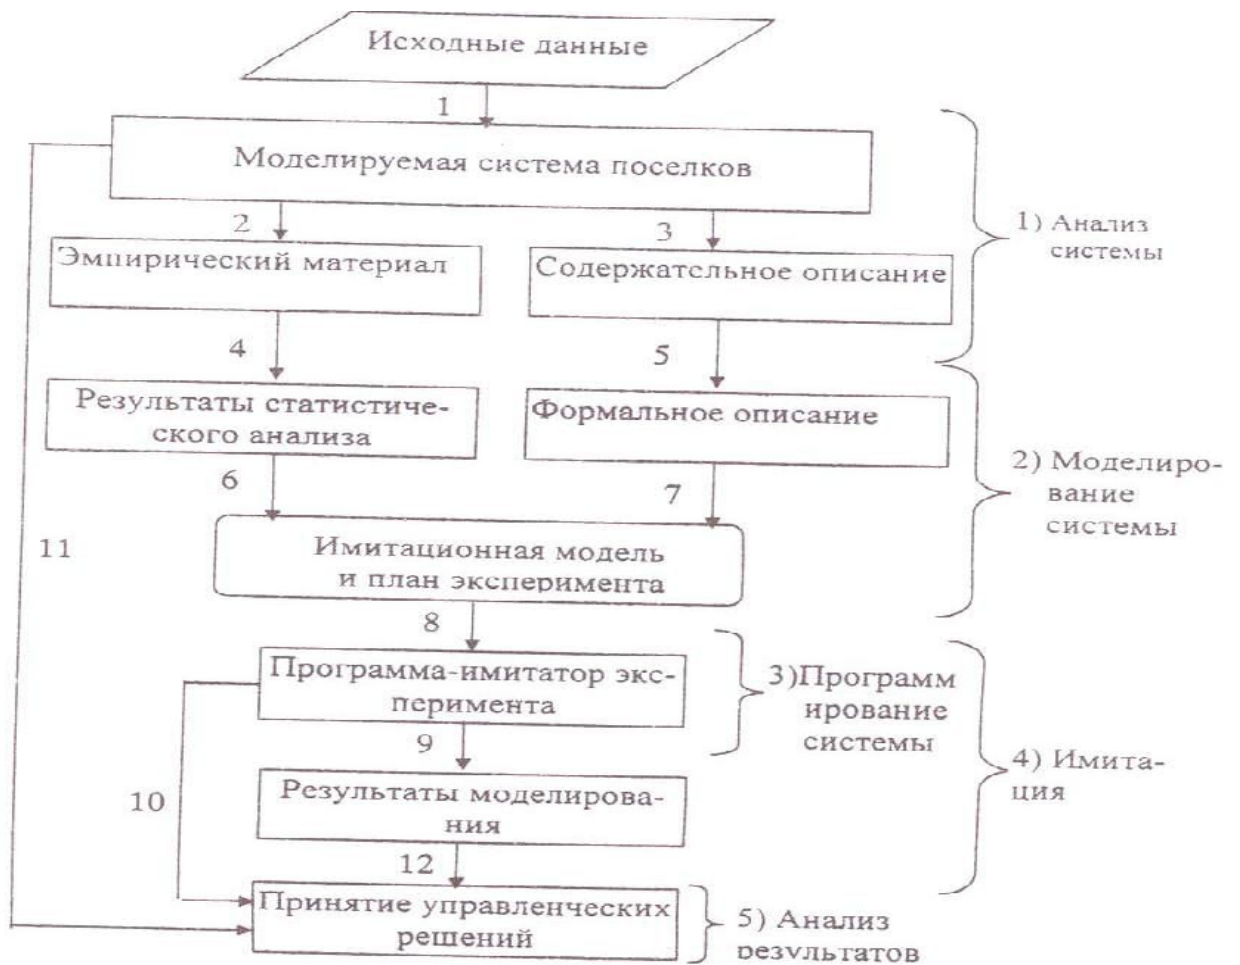 Исходные данные
1
Моделируемая система поселков
2
3
1) Анализ
системы
Эмпирический материал
Содержательное описание
4
5
Результаты статистиче-
ского анализа
Формальное описание
2) Моделиро-
вание
системы
6
7
11
Имитационная модель
и план эксперимента
8
Программа-имитатор экс-
перимента
3)Программ
ирование
системы
9
4) Имита-
ция
10
Результаты моделирова-
ния
12
Принятие управленческих
решений
5) Анализ
результатов